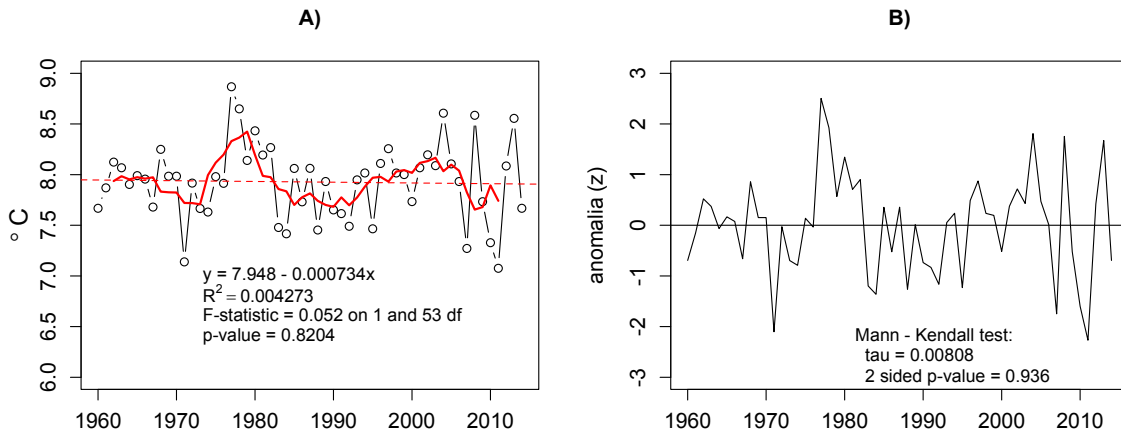 A)
° C
9.0
8.5
8.0
7.5
7.0
6.5
6.0
y = 7.948 - 0.000734x
R² = 0.004273
F-statistic = 0.052 on 1 and 53 df
p-value = 0.8204
1960 1970 1980 1990 2000 2010
B)
anomalia (z)
3
2
1
0
-1
-2
-3
Mann - Kendall test:
tau = 0.00808
2 sided p-value = 0.936
1960 1970 1980 1990 2000 2010